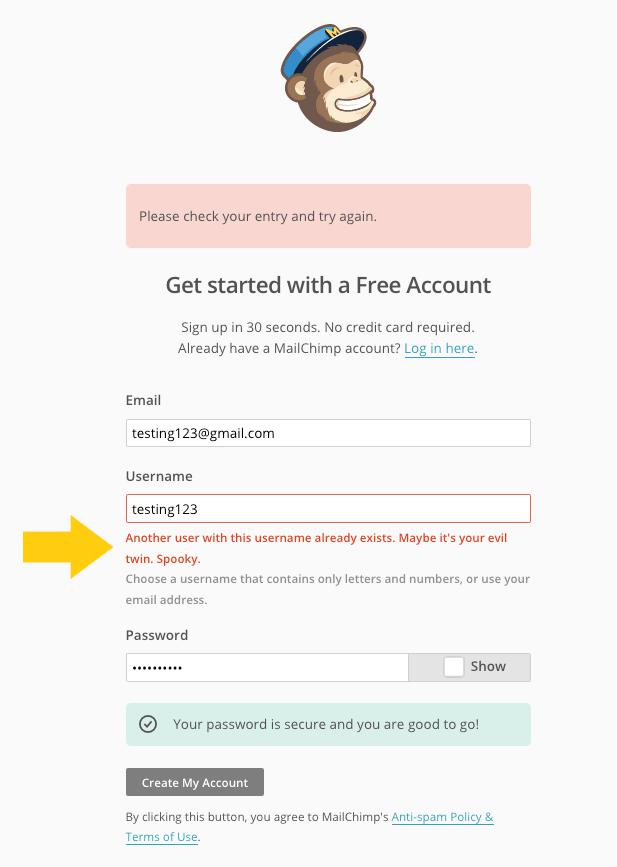 M
Please check your entry and try again.
Get started with a Free Account
Sign up in 30 seconds. No credit card required.
Already have a MailChimp account? Log in here.
Email
testing123@gmail.com
Username
testing123
Another user with this username already exists. Maybe it's your evil
twin. Spooky.
Choose a username that contains only letters and numbers, or use your
email address.
Password
••••••••••
Show
Your password is secure and you are good to go!
Create My Account
By clicking this button, you agree to MailChimp's Anti-spam Policy &
Terms of Use.